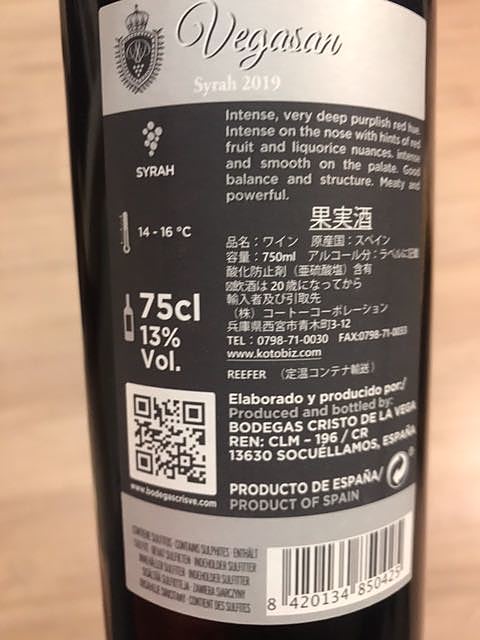 Vegasan
Syrah 2019
Intense, very deep purplish red hue.
Intense on the nose with hints of red
fruit and liquorice nuances. intense
and smooth on the palate. Good
balance and structure. Meaty and
powerful.
SYRAH
果実酒
14 - 16 °C
品名：ワイン 原産国：スペイン
容量：750ml アルコール分：ラベルに記載
酸化防止剤（亜硫酸塩）含有
飲酒は20歳になってから
輸入者及び引取先
（株）コートーコーポレーション
兵庫県西宮市青木町3-12
TEL:0798-71-0030 FAX:0798-71-0033
www.kotobiz.com
REEFER （定温コンテナ輸送）
75cl
13%
Vol.
Elaborado y producido por:/
Produced and bottled by:
BODEGAS CRISTO DE LA VEGA
REN: CLM – 196 / CR
13630 SOCUÉLLAMOS, ESPAÑA
www.bodegascrisve.com
PRODUCTO DE ESPAÑA/
PRODUCT OF SPAIN
CONTIENE SULFITOS · CONTAINS SULPHITES · ENTHÄLT
INNEHÅLLER SULFITER · INDEHOLDER SULFITTER
8 420134 850425